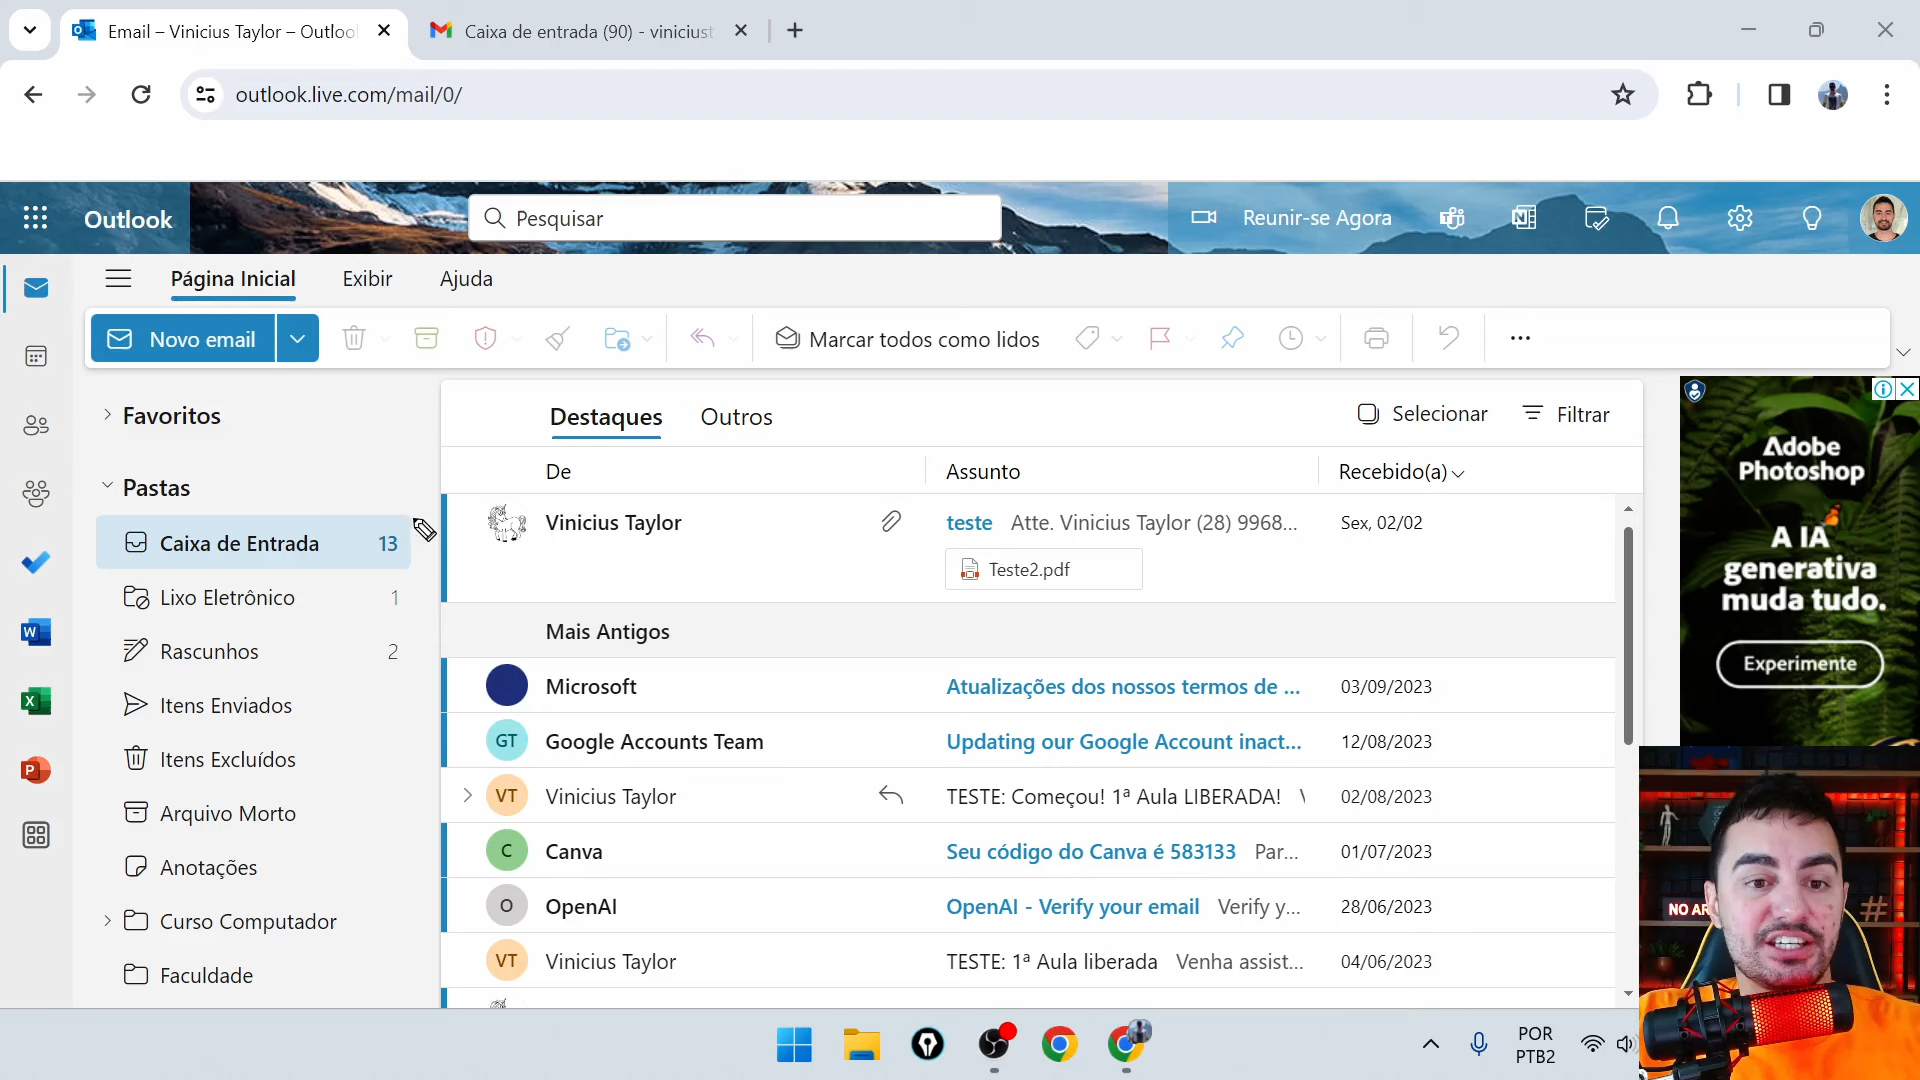 Email – Vinicius Taylor – Outloo
Caixa de entrada (90) - viniciust
outlook.live.com/mail/0/
Outlook
Pesquisar
Reunir-se Agora
Página Inicial
Exibir
Ajuda
Novo email
Marcar todos como lidos
Favoritos
Pastas
Caixa de Entrada 13
Lixo Eletrônico 1
Rascunhos 2
Itens Enviados
Itens Excluídos
Arquivo Morto
Anotações
Curso Computador
Faculdade
Destaques
Outros
Selecionar
Filtrar
De
Assunto
Recebido(a)
Vinicius Taylor
teste Atte. Vinicius Taylor (28) 9968...
Sex, 02/02
Teste2.pdf
Mais Antigos
Microsoft
Atualizações dos nossos termos de ...
03/09/2023
GT
Google Accounts Team
Updating our Google Account inact...
12/08/2023
VT
Vinicius Taylor
TESTE: Começou! 1ª Aula LIBERADA!
02/08/2023
C
Canva
Seu código do Canva é 583133 Par...
01/07/2023
O
OpenAI
OpenAI - Verify your email Verify y...
28/06/2023
VT
Vinicius Taylor
TESTE: 1ª Aula liberada Venha assist...
04/06/2023
Adobe
Photoshop
A IA
generativa
muda tudo.
Experimente
NO AR
#
W
X
P
POR
PTB2